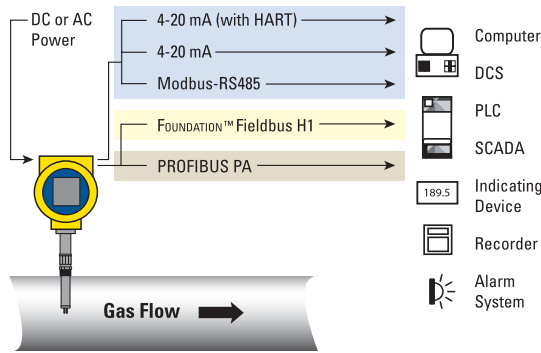 DC or AC
Power
4-20 mA (with HART)
4-20 mA
Modbus-RS485
FOUNDATION™ Fieldbus H1
PROFIBUS PA
Computer
DCS
PLC
SCADA
189.5
Indicating
Device
Recorder
Alarm
System
Gas Flow